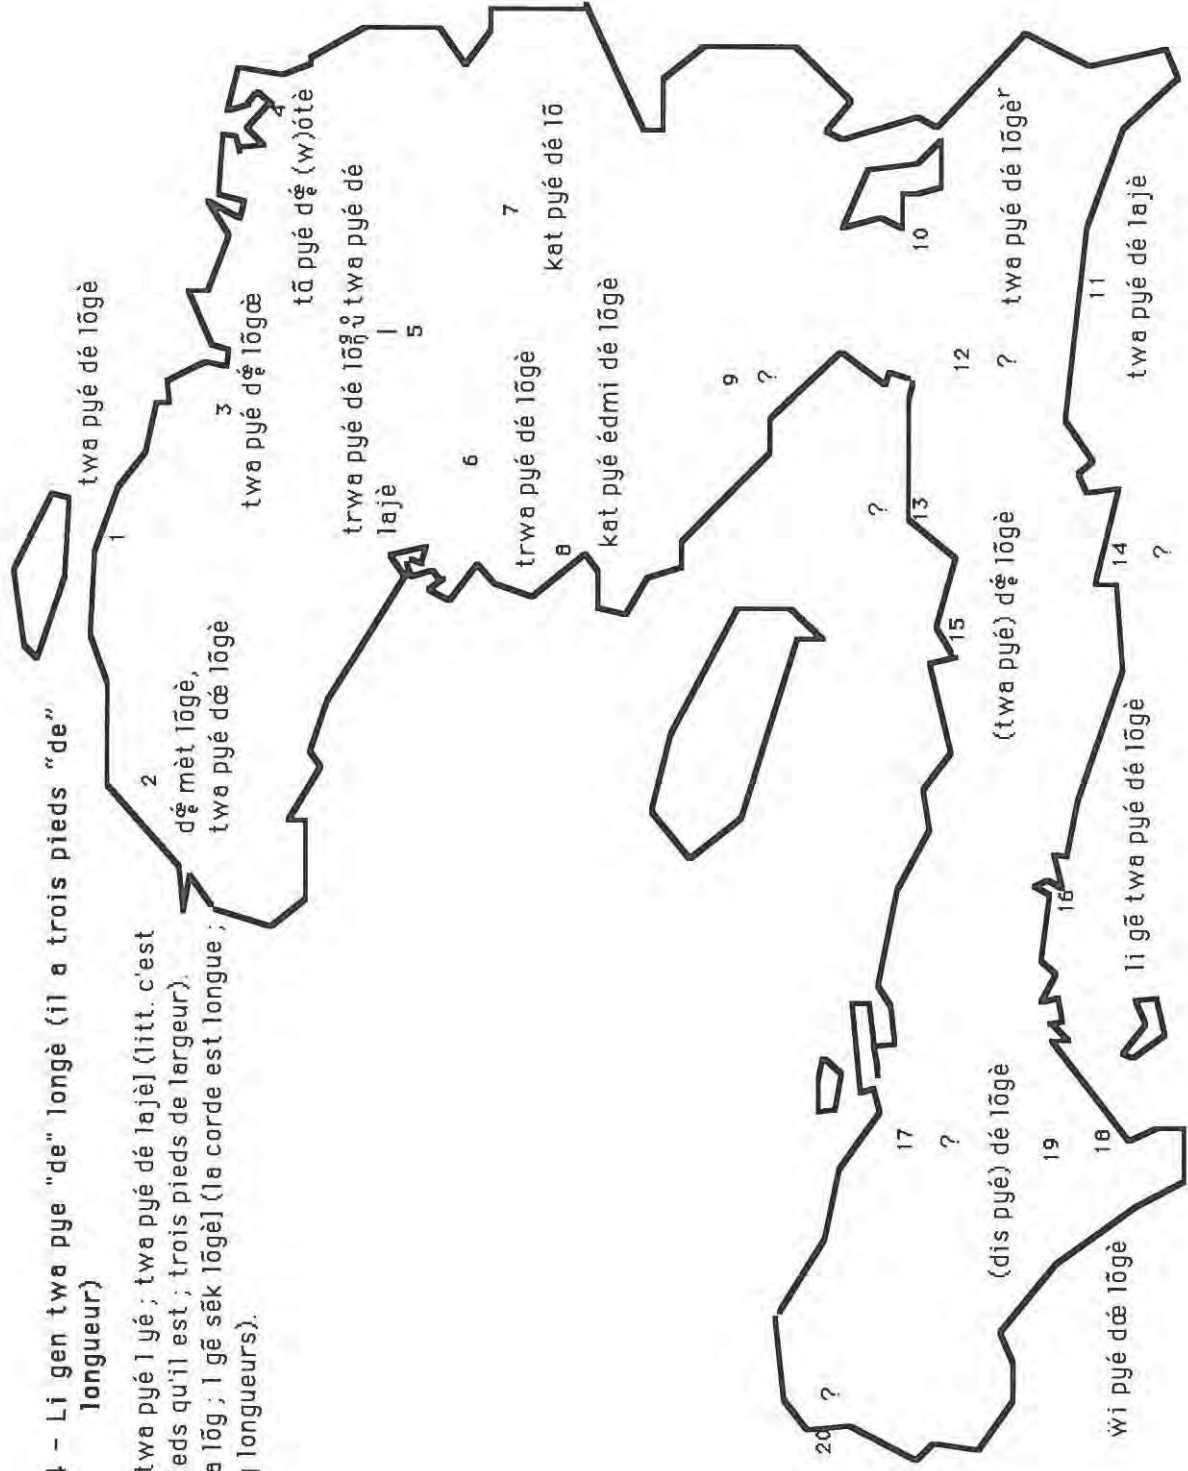 – Li gen twa pye "de" longè (il a trois pieds “de”
longueur)
twa pyé l yé ; twa pyé dé lajè] (litt. c'est
eds qu'il est ; trois pieds de largeur).
a lõg ; l gẽ sẽk lõgè] (la corde est longue ;
longueurs).
twa pyé dé lõgè
1
2
dœ̨ mèt lõgè,
twa pyé dœ lõgè
3
twa pyé dœ̨ lõgœ
4
tã pyé dœ̨ (w)ótè
twa pyé dé
trwa pyé dé
lajè
5
6
trwa pyé dé lõgè
7
kat pyé dé lõ
8
kat pyé édmi dé lõgè
9
?
10
twa pyé dé lõgèʳ
11
twa pyé dé lajè
12
?
13
?
14
?
15
(twa pyé) dœ̨ lõgè
16
li gẽ twa pyé dé lõgè
17
?
18
19
(dis pyé) dé lõgè
20
?
wi pyé dœ lõgè